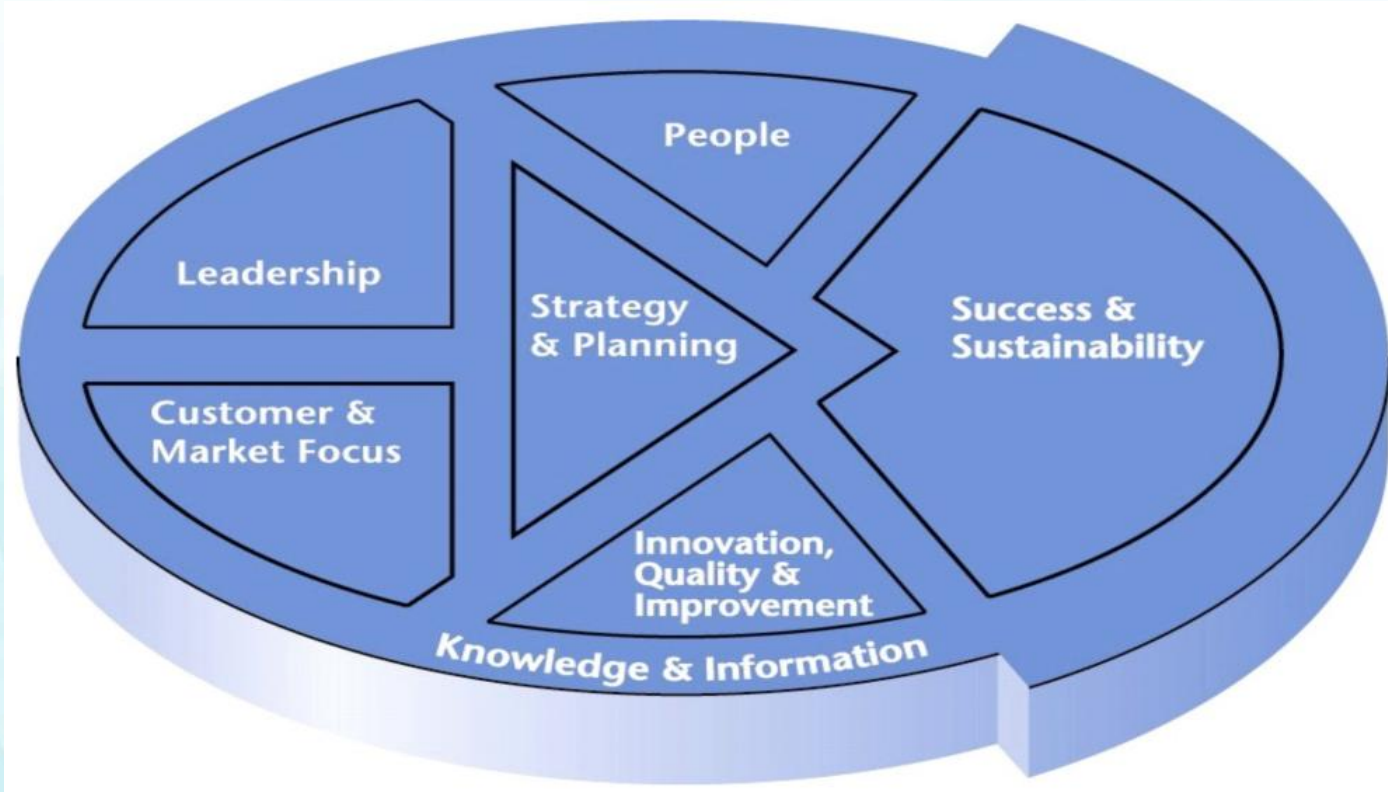 People
Leadership
Strategy
& Planning
Success &
Sustainability
Customer &
Market Focus
Innovation,
Quality &
Improvement
Knowledge & Information